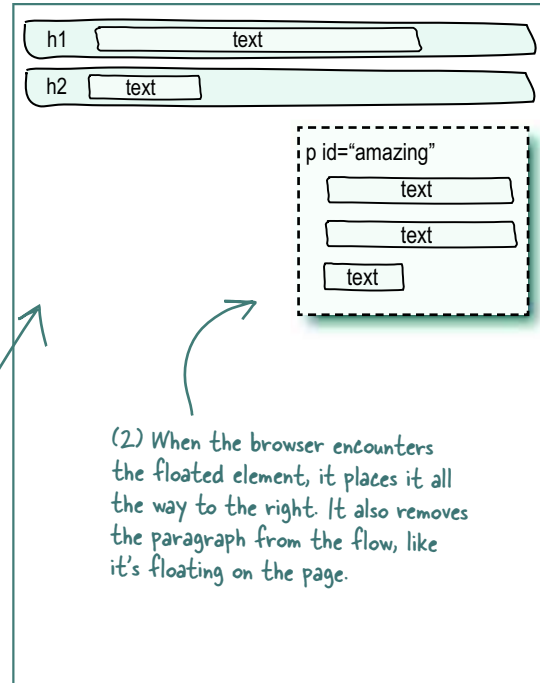 h1 text
h2 text
p id=“amazing”
text
text
text
(2) When the browser encounters
the floated element, it places it all
the way to the right. It also removes
the paragraph from the flow, like
it's floating on the page.